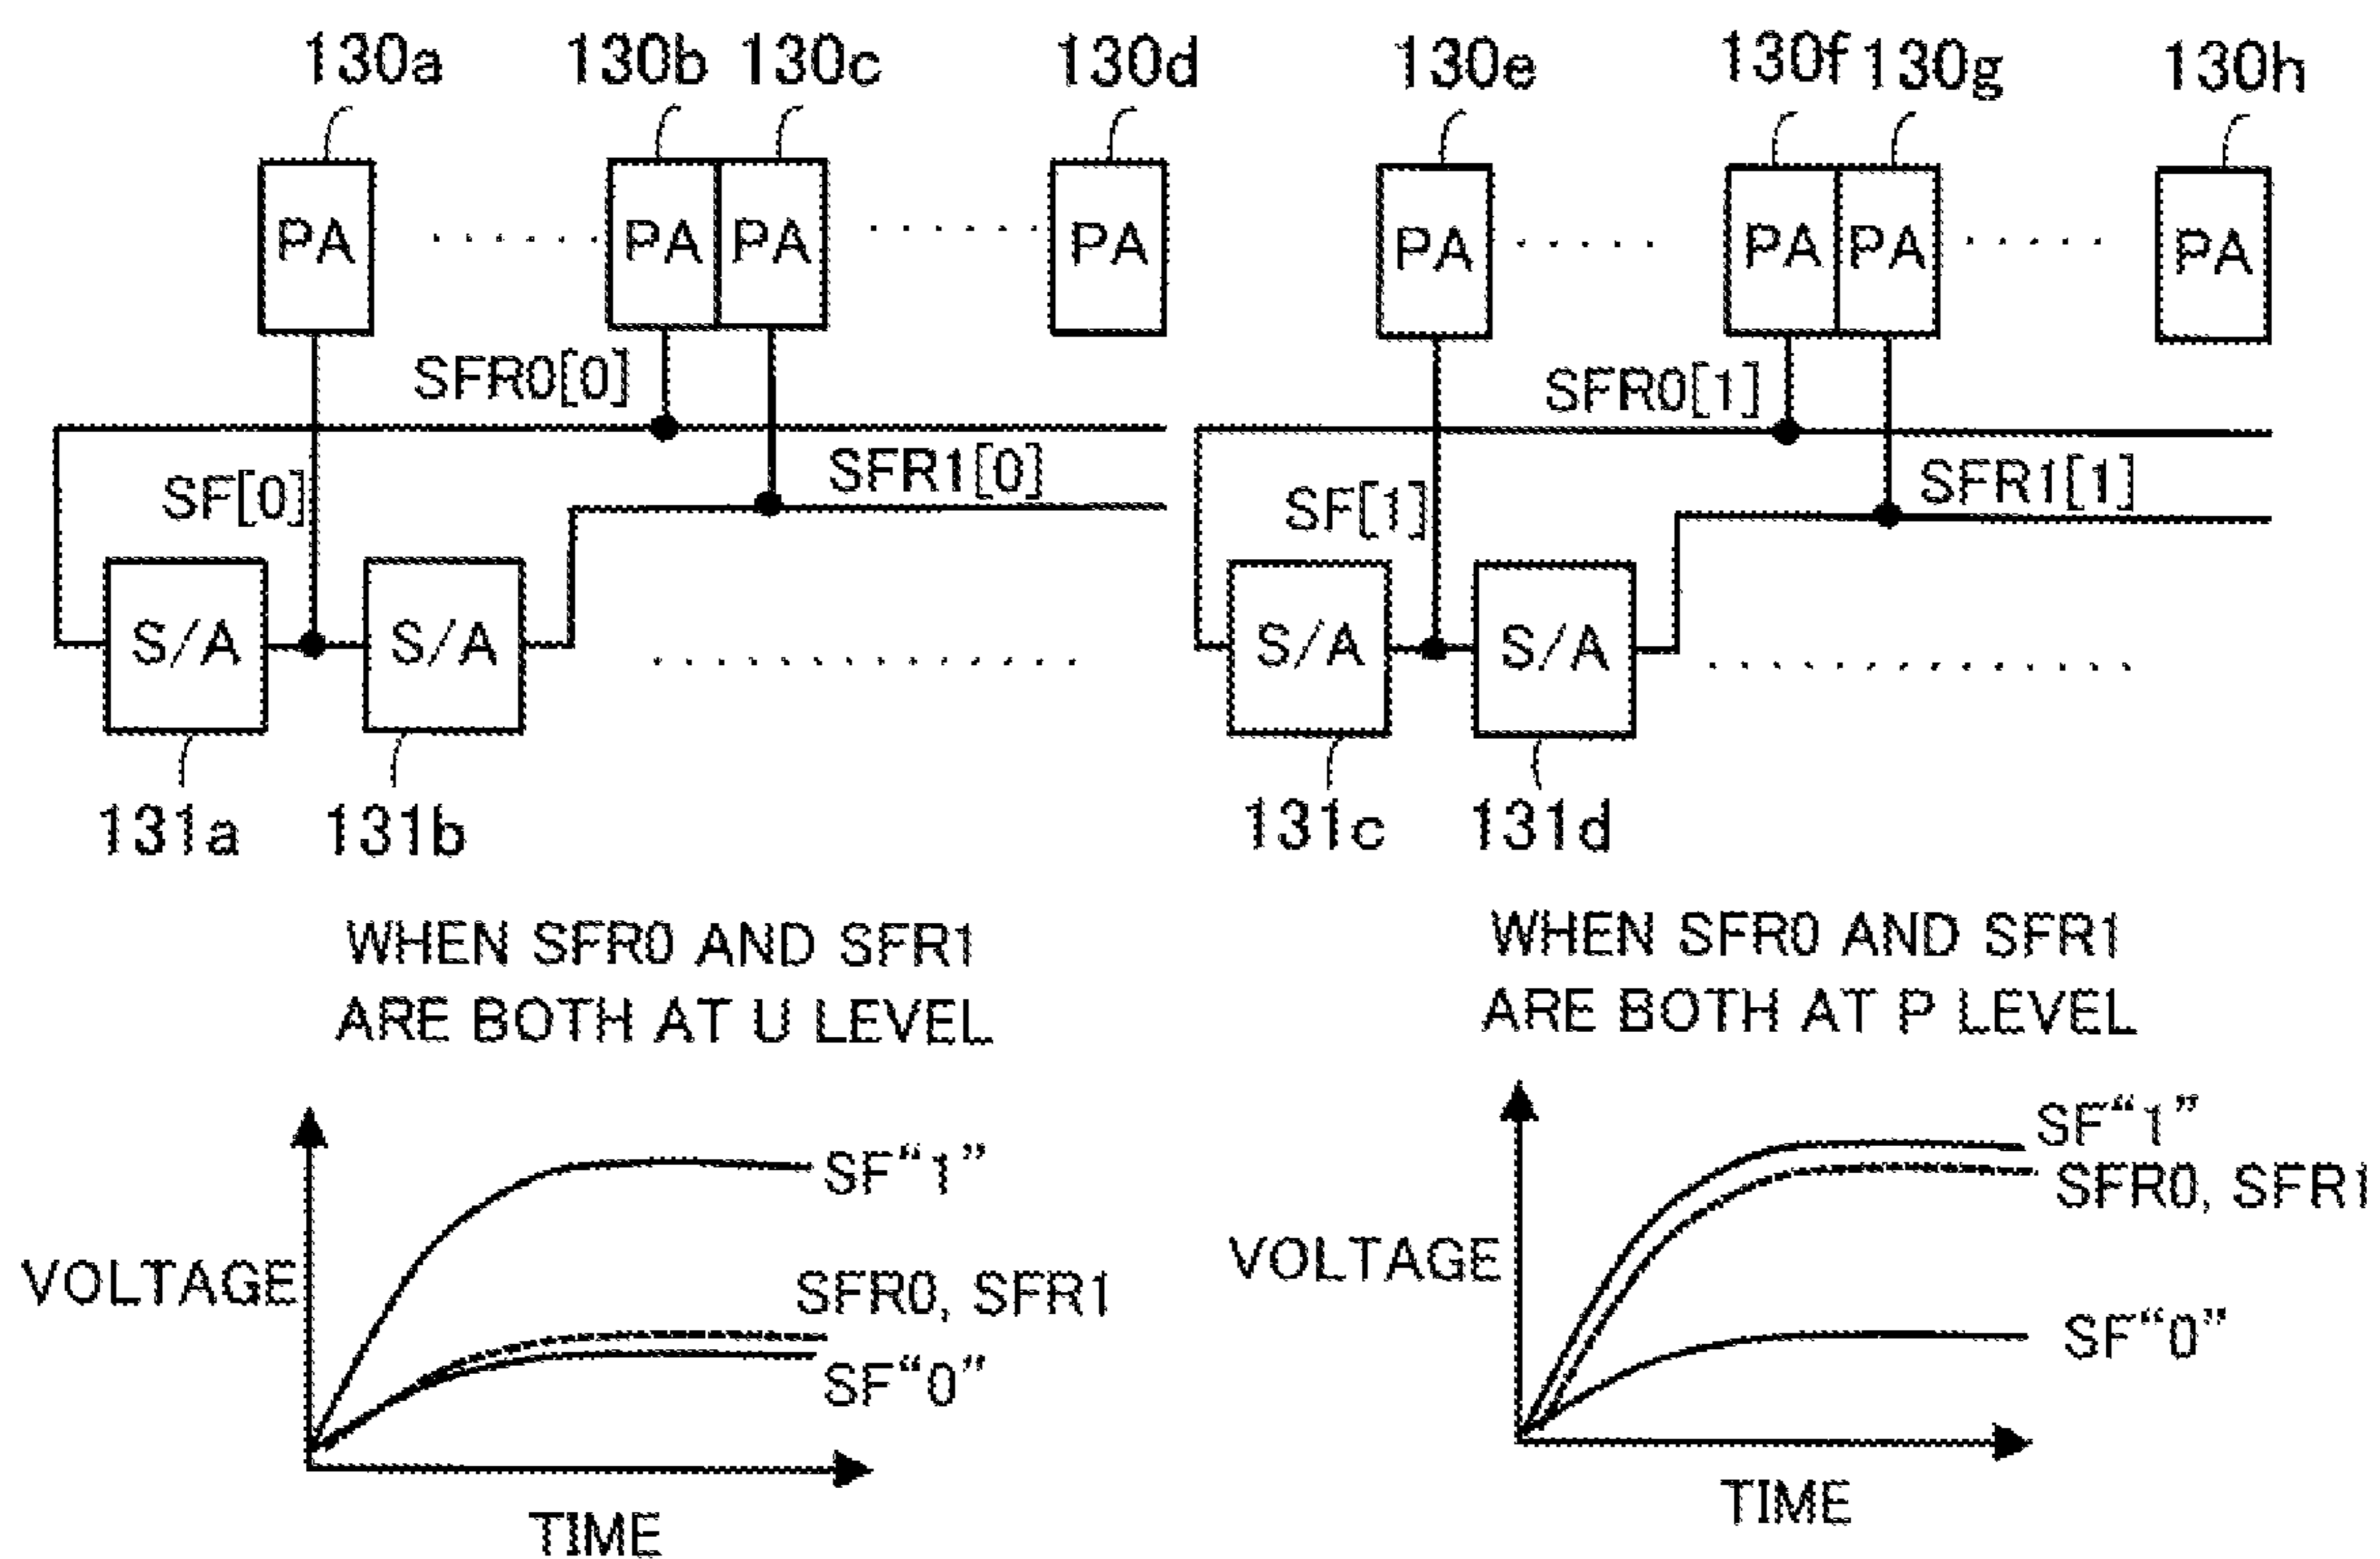 130a 130b 130c 130d 130e 130f 130g 130h
PA PA PA PA PA PA PA PA
SFR0[0] SFR0[1]
SF[0] SFR1[0] SF[1] SFR1[1]
S/A S/A S/A S/A
131a 131b 131c 131d
WHEN SFR0 AND SFR1
ARE BOTH AT U LEVEL
WHEN SFR0 AND SFR1
ARE BOTH AT P LEVEL
SF“1”
VOLTAGE
SFR0, SFR1
SF“0”
TIME
SF“1”
SFR0, SFR1
VOLTAGE
SF“0”
TIME